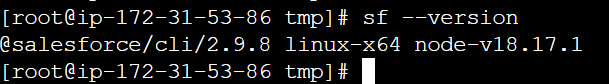 [root@ip-172-31-53-86 tmp]# sf --version
@salesforce/cli/2.9.8 linux-x64 node-v18.17.1
[root@ip-172-31-53-86 tmp]#